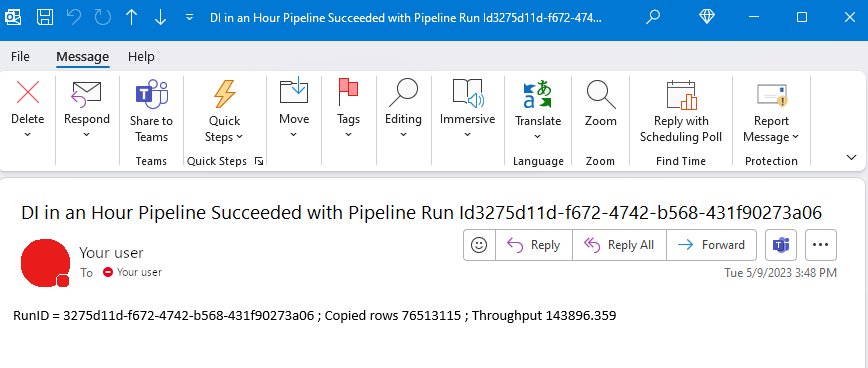 DI in an Hour Pipeline Succeeded with Pipeline Run Id3275d11d-f672-474...
File Message Help
Delete
Respond
Share to Teams
Quick Steps
Move
Tags
Editing
Immersive
Translate
Zoom
Reply with Scheduling Poll
Report Message
Teams
Quick Steps
Language
Zoom
Find Time
Protection
DI in an Hour Pipeline Succeeded with Pipeline Run Id3275d11d-f672-4742-b568-431f90273a06
Your user
To Your user
Reply
Reply All
Forward
Tue 5/9/2023 3:48 PM
RunID = 3275d11d-f672-4742-b568-431f90273a06 ; Copied rows 76513115 ; Throughput 143896.359